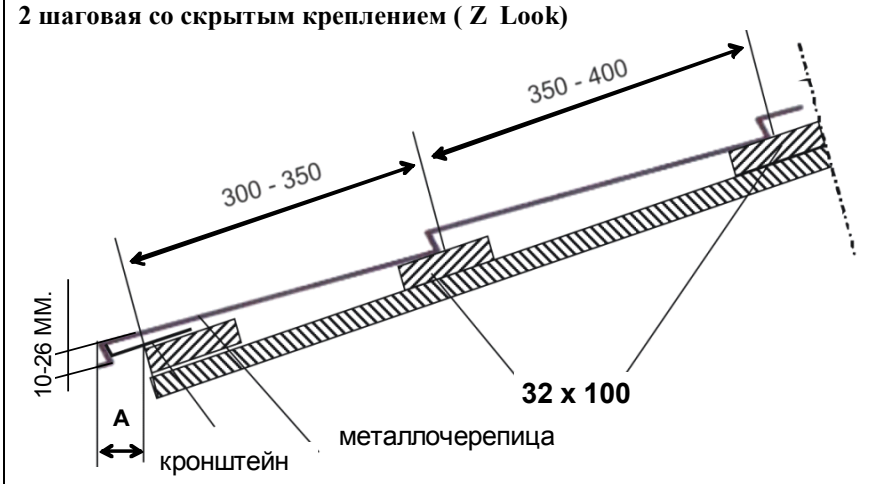 2 шаговая со скрытым креплением ( Z Look)
350 - 400
300 - 350
10-26 ММ.
32 x 100
А
металлочерепица
кронштейн